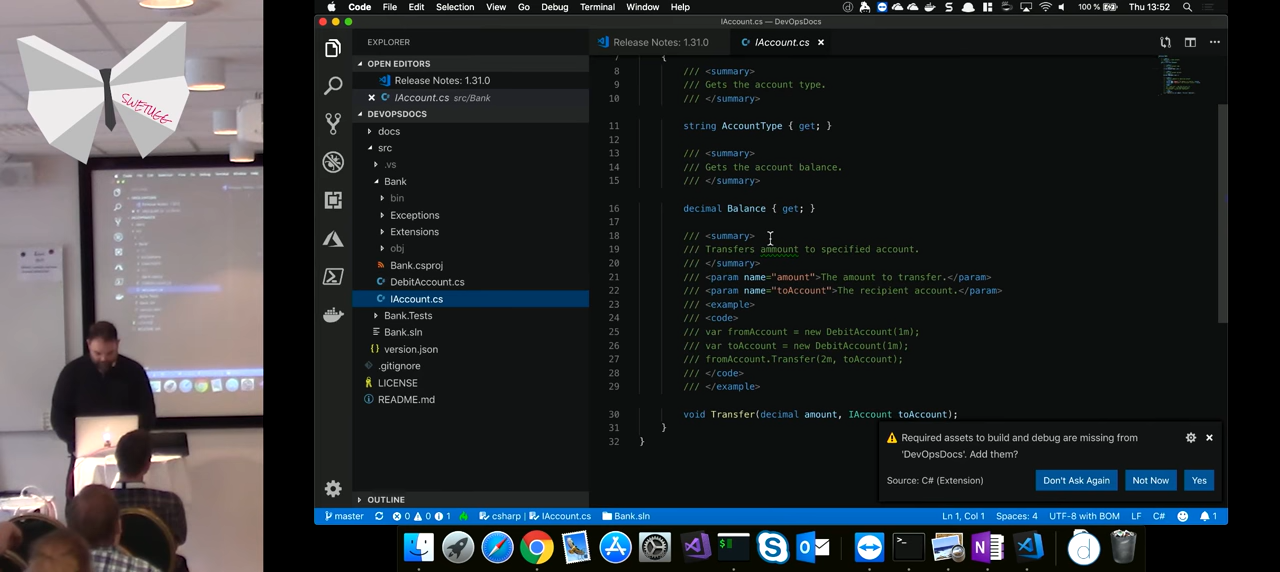 SWETUGG
Code File Edit Selection View Go Debug Terminal Window Help
100 % Thu 13:52
IAccount.cs — DevOpsDocs
EXPLORER
OPEN EDITORS
Release Notes: 1.31.0
IAccount.cs src/Bank
DEVOPSDOCS
docs
src
.vs
Bank
bin
Exceptions
Extensions
obj
Bank.csproj
DebitAccount.cs
IAccount.cs
Bank.Tests
Bank.sln
version.json
.gitignore
LICENSE
README.md
OUTLINE
Release Notes: 1.31.0
IAccount.cs
7 {
8 /// <summary>
9 /// Gets the account type.
10 /// </summary>
11 string AccountType { get; }
12
13 /// <summary>
14 /// Gets the account balance.
15 /// </summary>
16 decimal Balance { get; }
17
18 /// <summary>
19 /// Transfers ammount to specified account.
20 /// </summary>
21 /// <param name="amount">The amount to transfer.</param>
22 /// <param name="toAccount">The recipient account.</param>
23 /// <example>
24 /// <code>
25 /// var fromAccount = new DebitAccount(1m);
26 /// var toAccount = new DebitAccount(1m);
27 /// fromAccount.Transfer(2m, toAccount);
28 /// </code>
29 /// </example>
30 void Transfer(decimal amount, IAccount toAccount);
31 }
32 }
Required assets to build and debug are missing from
'DevOpsDocs'. Add them?
Source: C# (Extension)
Don't Ask Again
Not Now
Yes
master 0 0 1 csharp | IAccount.cs Bank.sln
Ln 1, Col 1 Spaces: 4 UTF-8 with BOM LF C# 1